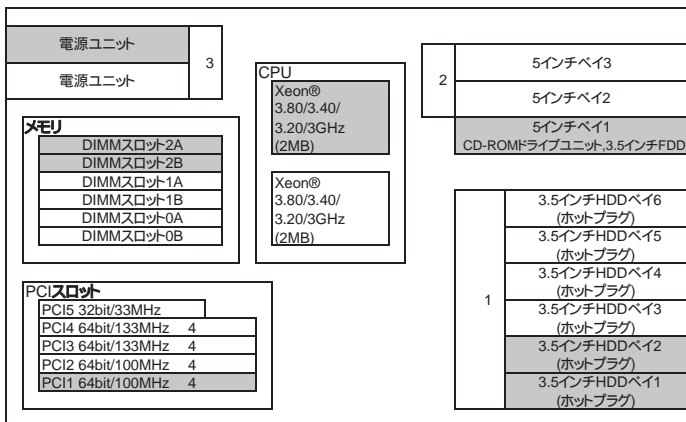 電源ユニット
電源ユニット
3
メモリ
DIMMスロット2A
DIMMスロット2B
DIMMスロット1A
DIMMスロット1B
DIMMスロット0A
DIMMスロット0B
PCIスロット
PCI5 32bit/33MHz
PCI4 64bit/133MHz 4
PCI3 64bit/133MHz 4
PCI2 64bit/100MHz 4
PCI1 64bit/100MHz 4
CPU
Xeon®
3.80/3.40/
3.20/3GHz
(2MB)
Xeon®
3.80/3.40/
3.20/3GHz
(2MB)
2
5インチベイ3
5インチベイ2
5インチベイ1
CD-ROMドライブユニット,3.5インチFDD
1
3.5インチHDDベイ6
(ホットプラグ)
3.5インチHDDベイ5
(ホットプラグ)
3.5インチHDDベイ4
(ホットプラグ)
3.5インチHDDベイ3
(ホットプラグ)
3.5インチHDDベイ2
(ホットプラグ)
3.5インチHDDベイ1
(ホットプラグ)